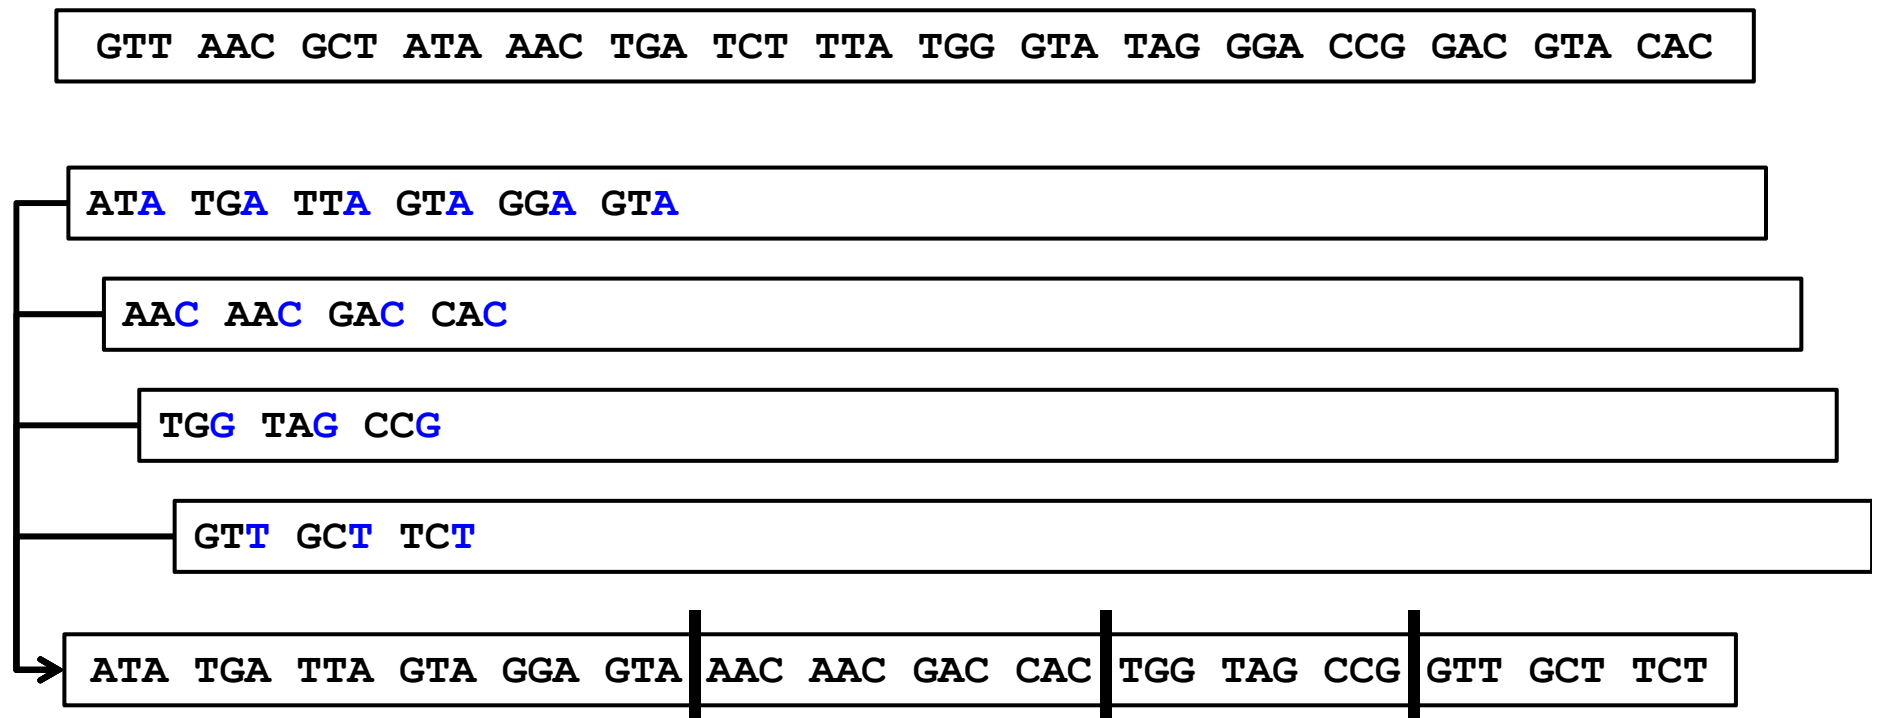 GTT AAC GCT ATA AAC TGA TCT TTA TGG GTA TAG GGA CCG GAC GTA CAC
ATA TGA TTA GTA GGA GTA
AAC AAC GAC CAC
TGG TAG CCG
GTT GCT TCT
ATA TGA TTA GTA GGA GTA AAC AAC GAC CAC TGG TAG CCG GTT GCT TCT